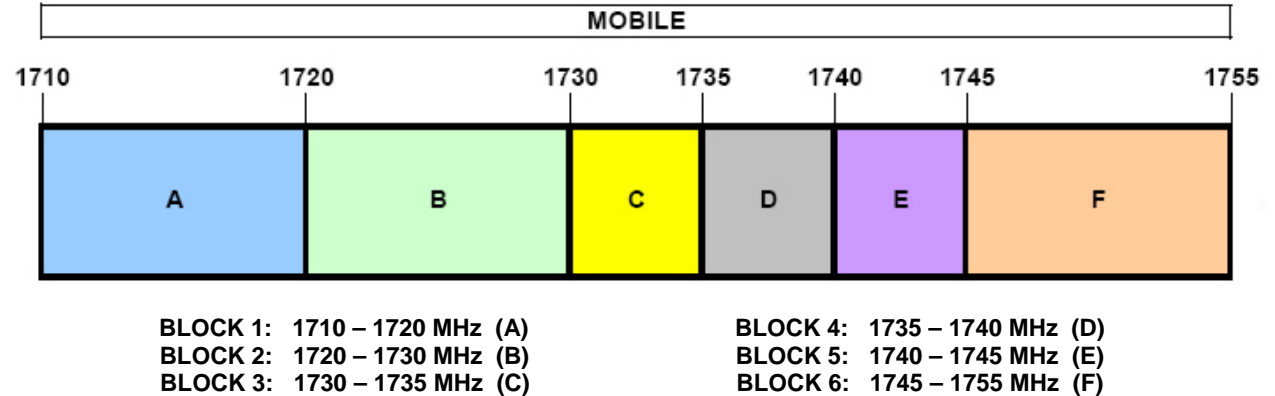 MOBILE
1710 1720 1730 1735 1740 1745 1755
A B C D E F
BLOCK 1: 1710 – 1720 MHz (A)
BLOCK 2: 1720 – 1730 MHz (B)
BLOCK 3: 1730 – 1735 MHz (C)
BLOCK 4: 1735 – 1740 MHz (D)
BLOCK 5: 1740 – 1745 MHz (E)
BLOCK 6: 1745 – 1755 MHz (F)